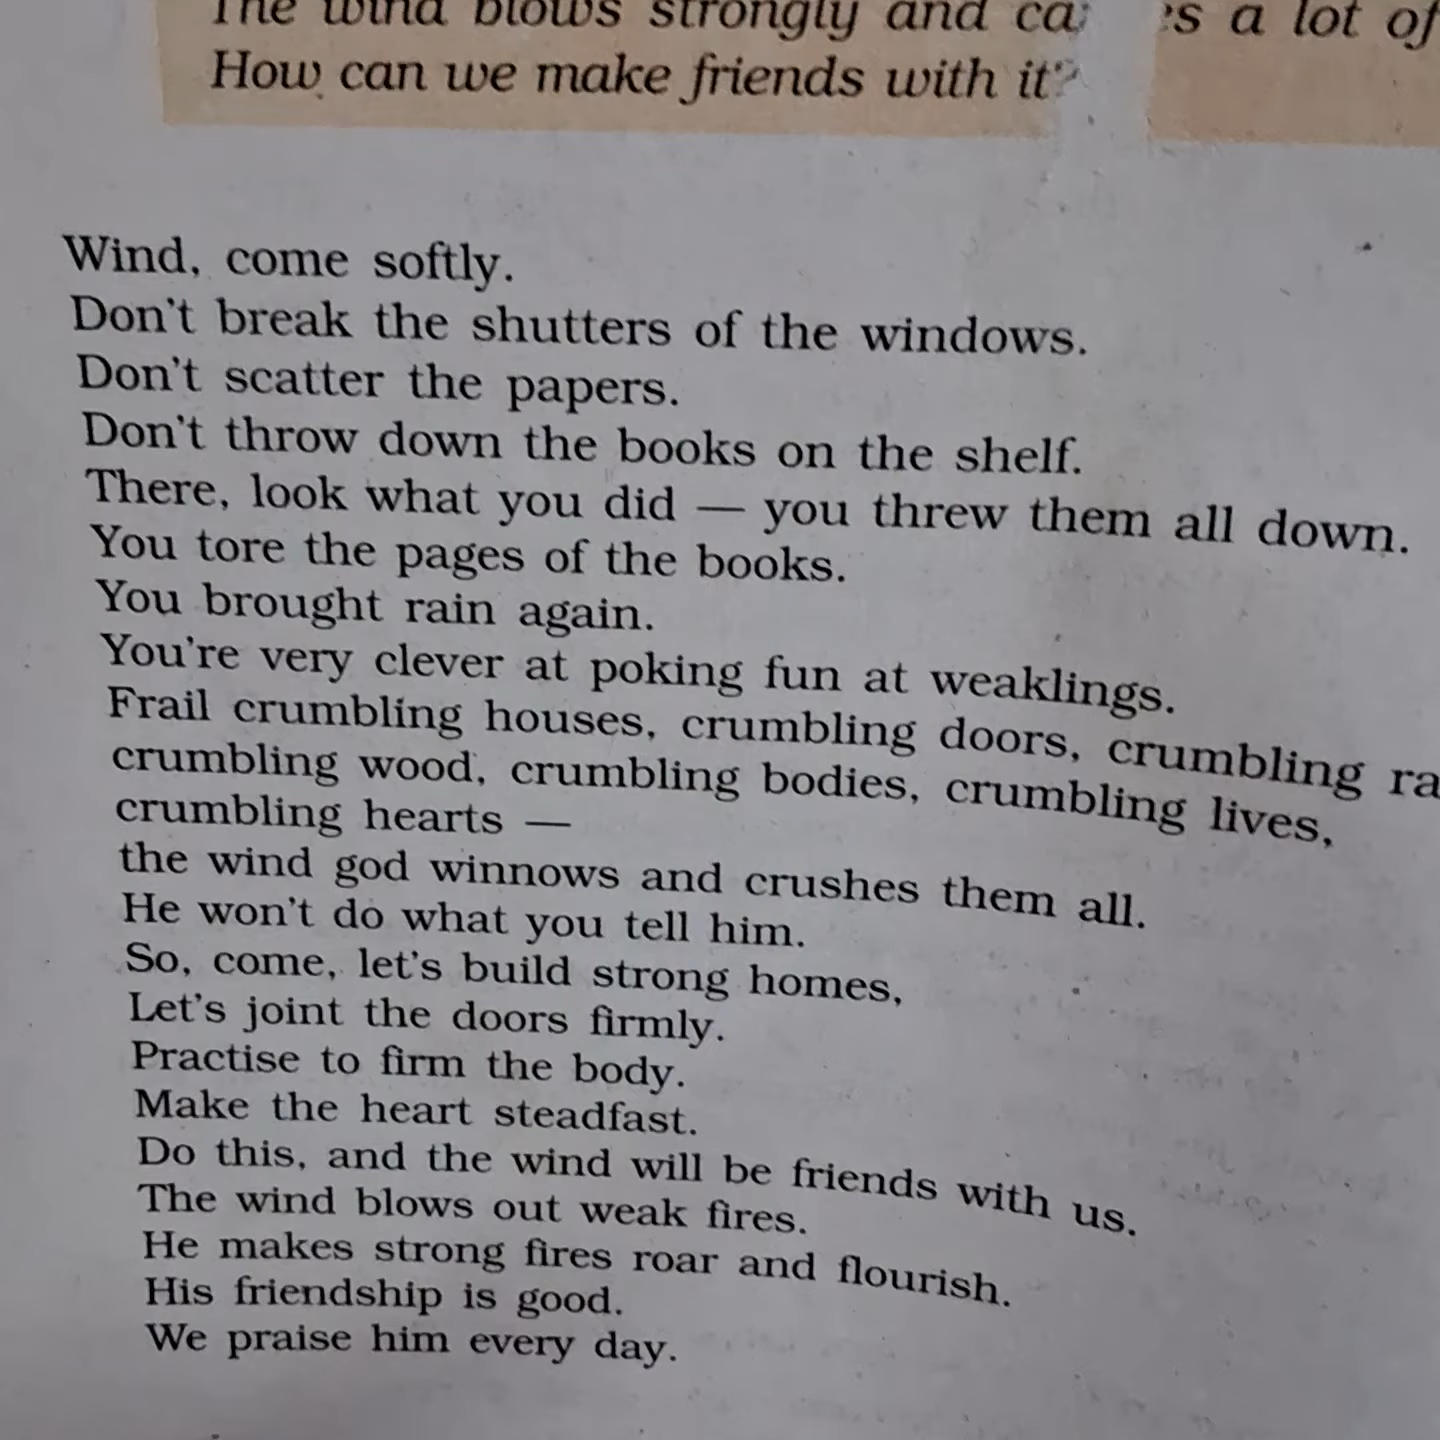 The wind blows strongly and a lot of
How can we make friends with it?
Wind, come softly.
Don't break the shutters of the windows.
Don't scatter the papers.
Don't throw down the books on the shelf.
There, look what you did — you threw them all down.
You tore the pages of the books.
You brought rain again.
You're very clever at poking fun at weaklings.
Frail crumbling houses, crumbling doors, crumbling
crumbling wood, crumbling bodies, crumbling lives,
crumbling hearts —
the wind god winnows and crushes them all.
He won't do what you tell him.
So, come, let's build strong homes,
Let's joint the doors firmly.
Practise to firm the body.
Make the heart steadfast.
Do this, and the wind will be friends with us.
The wind blows out weak fires.
He makes strong fires roar and flourish.
His friendship is good.
We praise him every day.